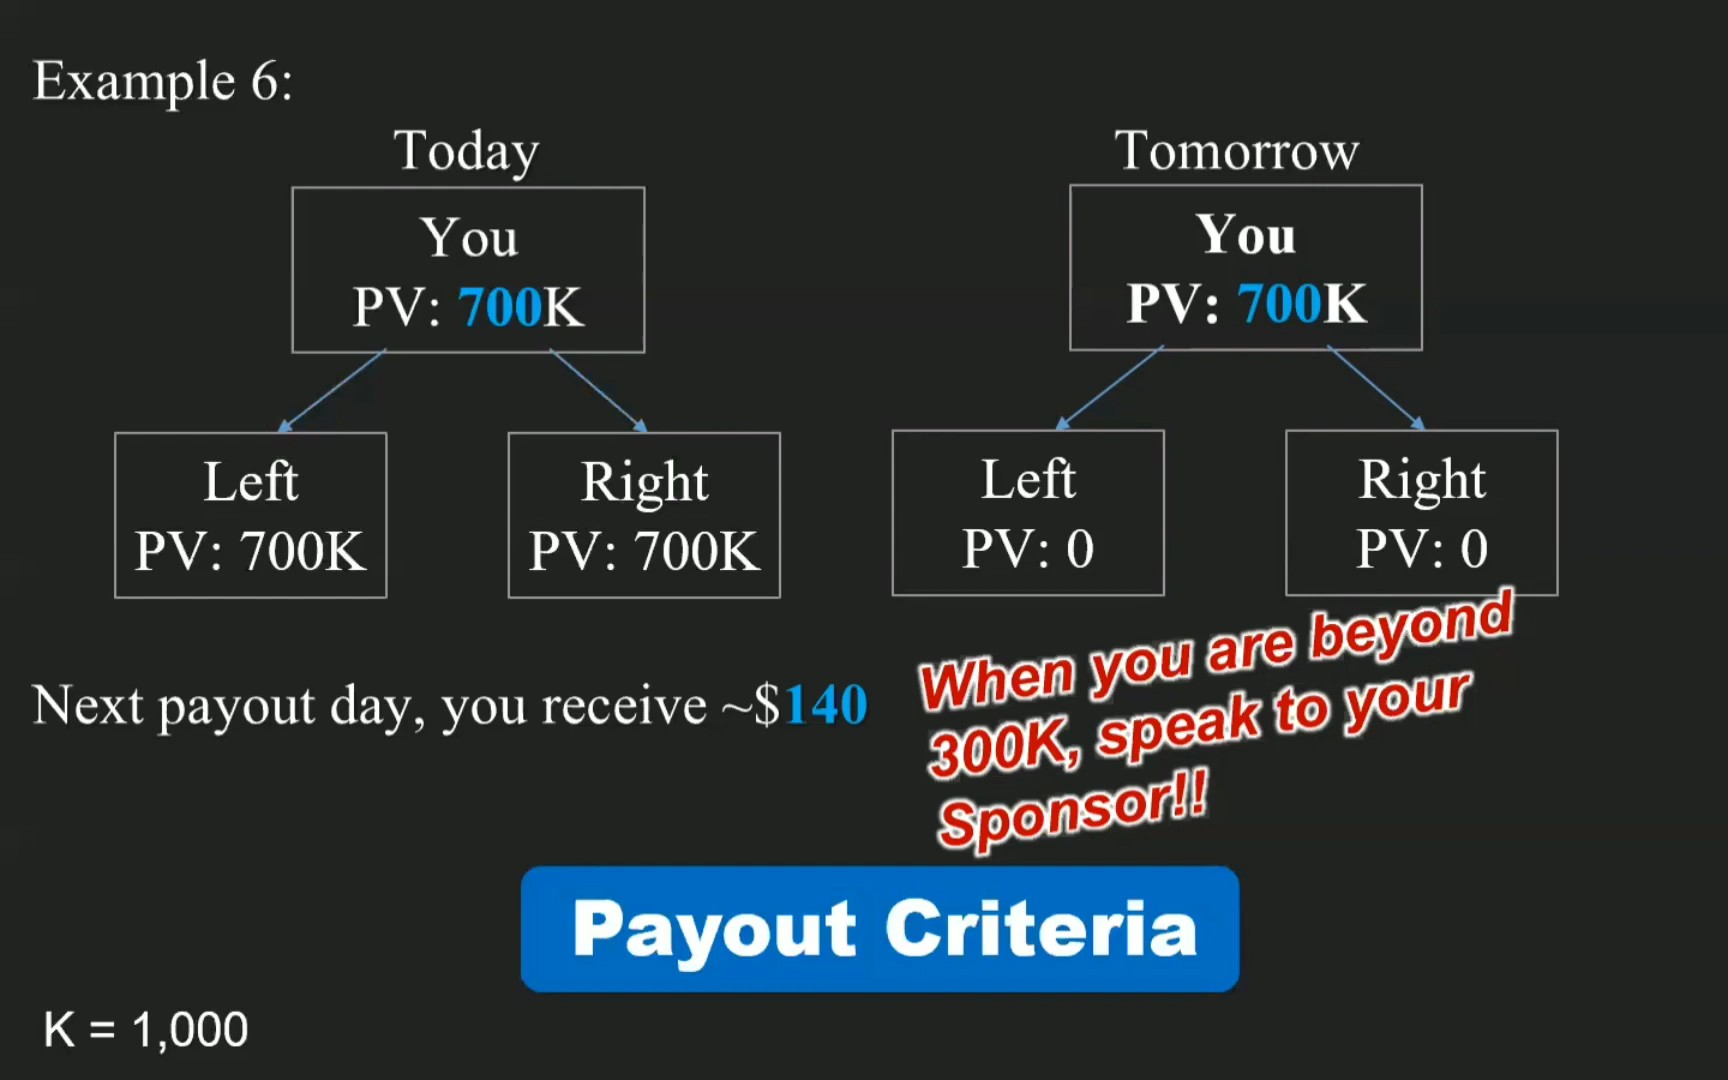 Example 6:
Today
You
PV: 700K
Left
PV: 700K
Right
PV: 700K
Tomorrow
You
PV: 700K
Left
PV: 0
Right
PV: 0
Next payout day, you receive ~$140
When you are beyond
300K, speak to your
Sponsor!!
Payout Criteria
K = 1,000